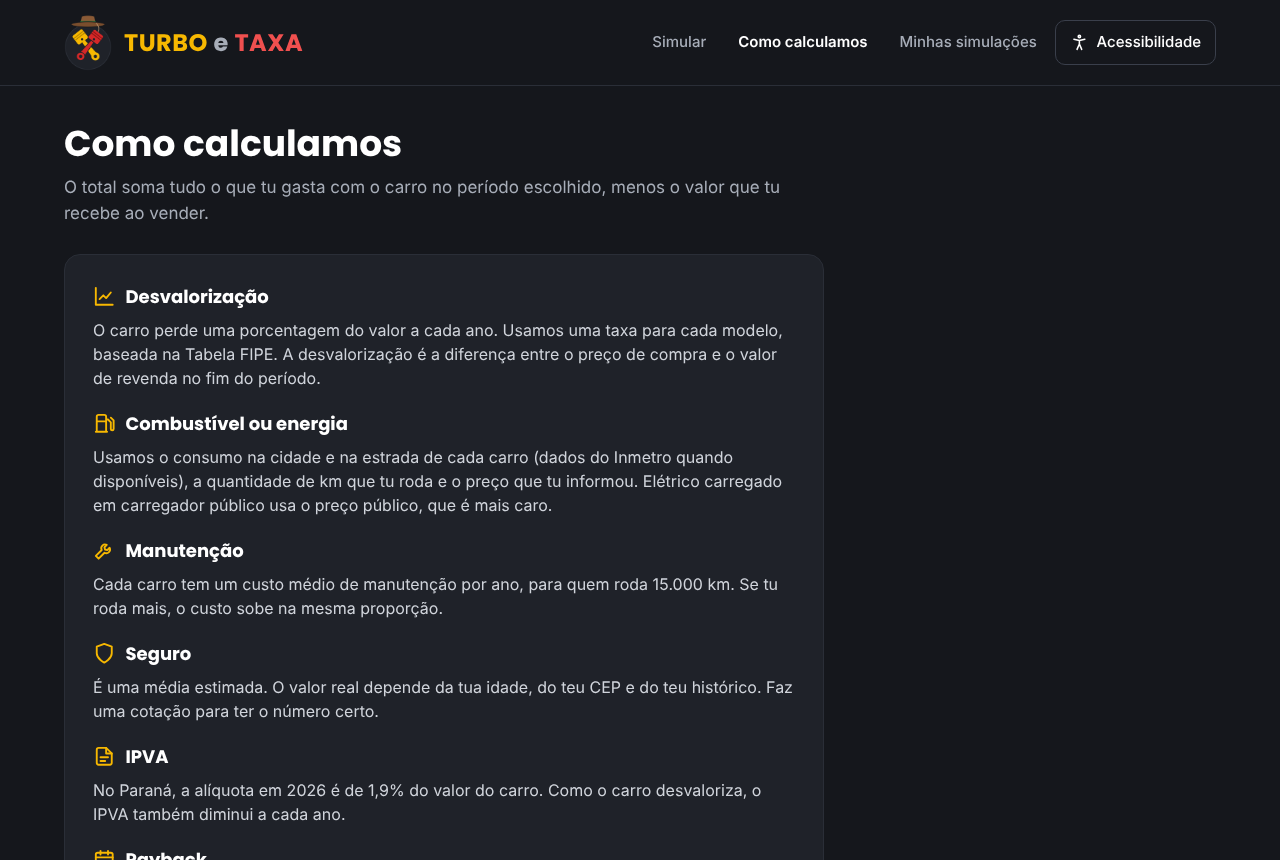 TURBO e TAXA
Simular
Como calculamos
Minhas simulações
Acessibilidade
Como calculamos
O total soma tudo o que tu gasta com o carro no período escolhido, menos o valor que tu
recebe ao vender.
Desvalorização
O carro perde uma porcentagem do valor a cada ano. Usamos uma taxa para cada modelo,
baseada na Tabela FIPE. A desvalorização é a diferença entre o preço de compra e o valor
de revenda no fim do período.
Combustível ou energia
Usamos o consumo na cidade e na estrada de cada carro (dados do Inmetro quando
disponíveis), a quantidade de km que tu roda e o preço que tu informou. Elétrico carregado
em carregador público usa o preço público, que é mais caro.
Manutenção
Cada carro tem um custo médio de manutenção por ano, para quem roda 15.000 km. Se tu
roda mais, o custo sobe na mesma proporção.
Seguro
É uma média estimada. O valor real depende da tua idade, do teu CEP e do teu histórico. Faz
uma cotação para ter o número certo.
IPVA
No Paraná, a alíquota em 2026 é de 1,9% do valor do carro. Como o carro desvaloriza, o
IPVA também diminui a cada ano.
Payback